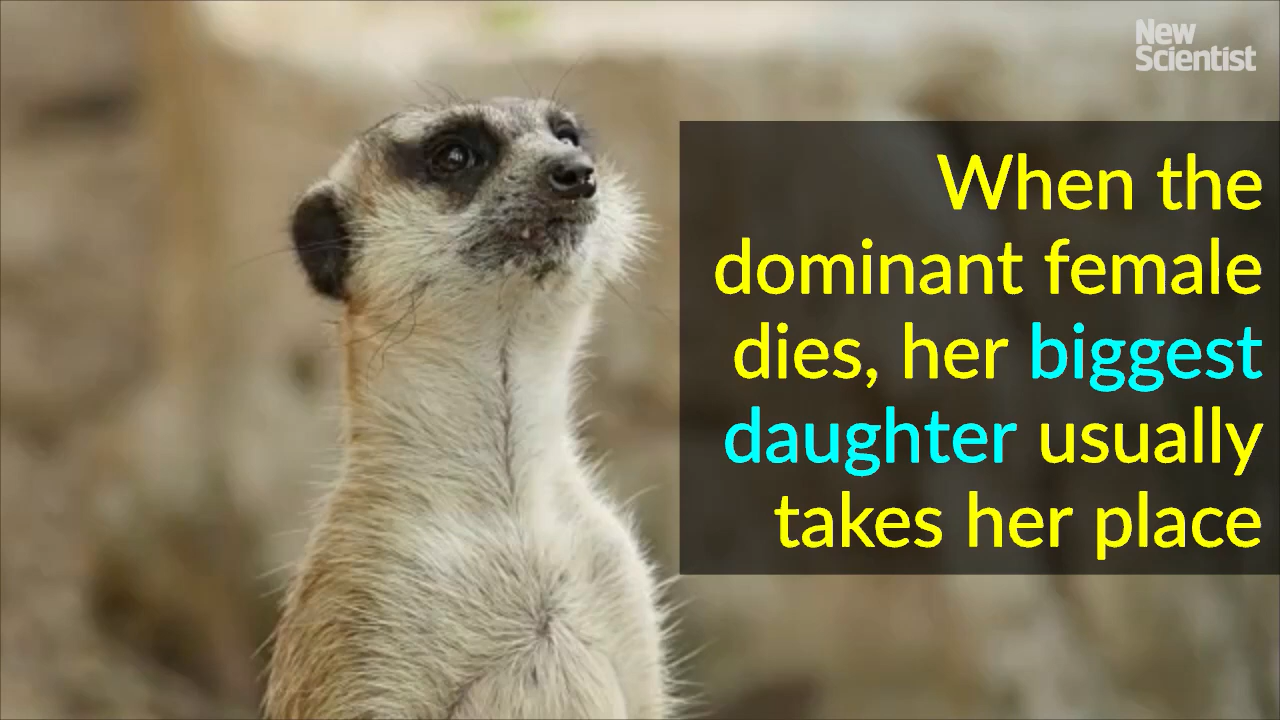 New
Scientist
When the
dominant female
dies, her biggest
daughter usually
takes her place